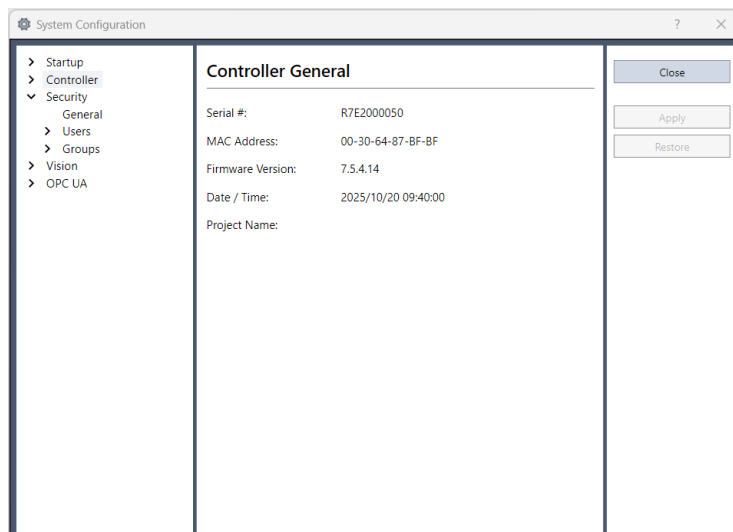 System Configuration
?
Startup
Controller
Security
General
Users
Groups
Vision
OPC UA
Controller General
Serial #: R7E2000050
MAC Address: 00-30-64-87-BF-BF
Firmware Version: 7.5.4.14
Date / Time: 2025/10/20 09:40:00
Project Name:
Close
Apply
Restore